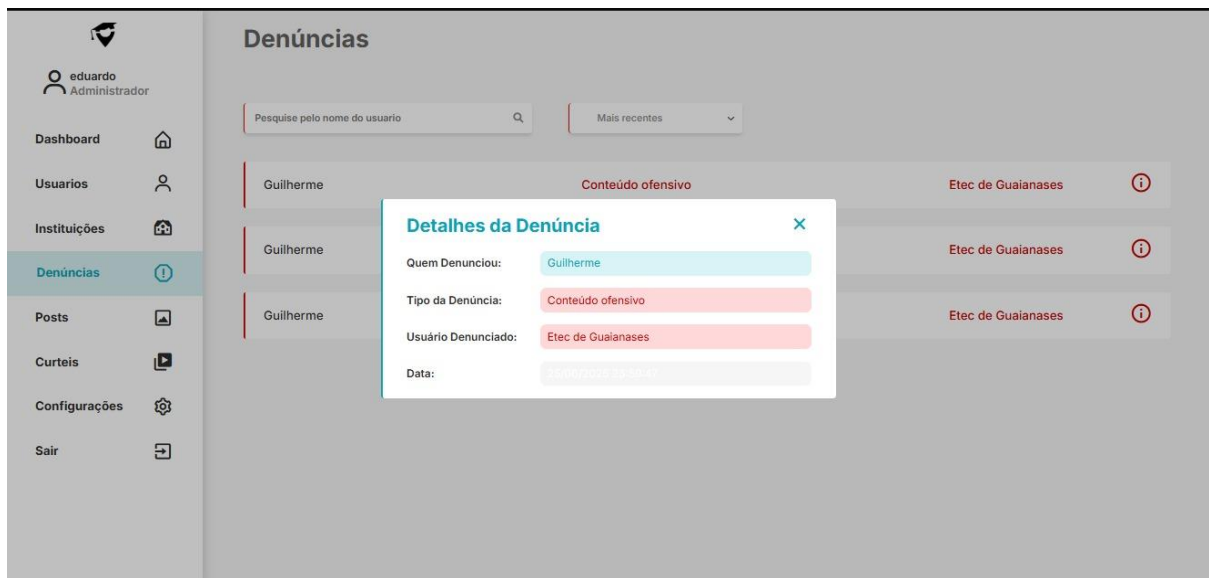 Denúncias
eduardo
Administrador
Pesquise pelo nome do usuario
Mais recentes
Dashboard
Usuarios
Instituições
Denúncias
Posts
Curteis
Configurações
Sair
Guilherme Conteúdo ofensivo Etec de Guaianases
Guilherme Etec de Guaianases
Guilherme Etec de Guaianases
Detalhes da Denúncia
Quem Denunciou: Guilherme
Tipo da Denúncia: Conteúdo ofensivo
Usuário Denunciado: Etec de Guaianases
Data: